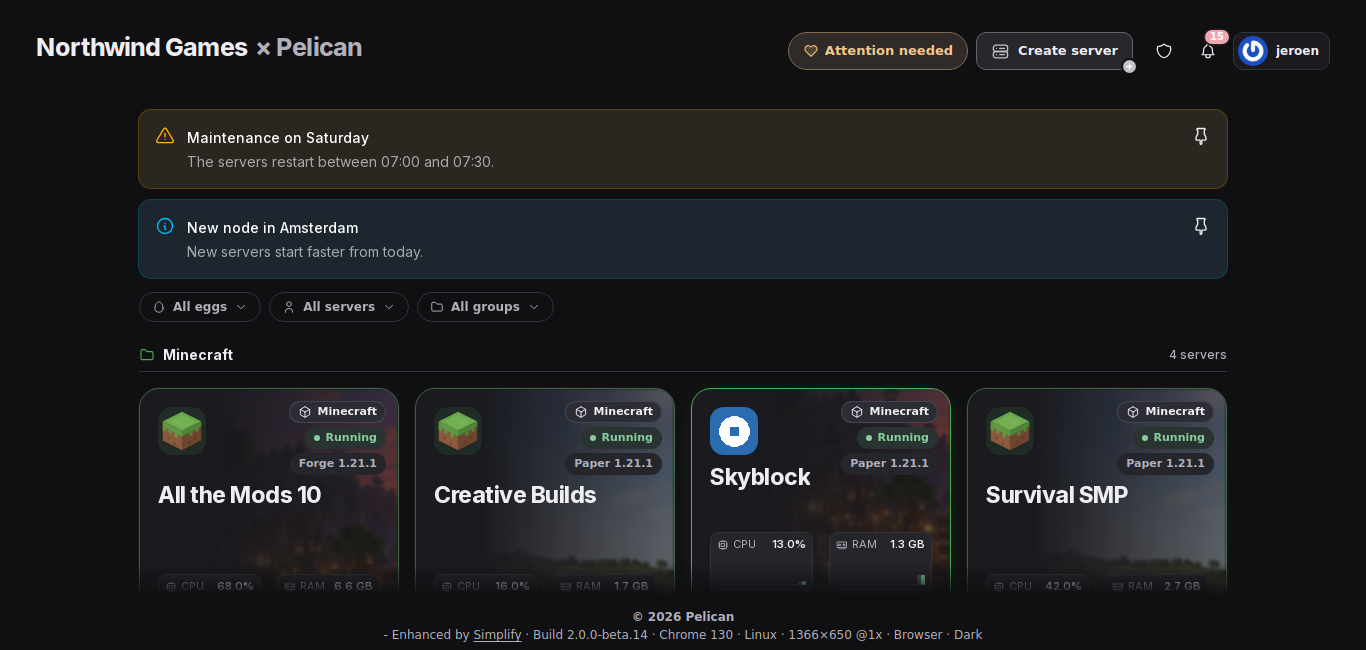 Northwind Games × Pelican
Attention needed
Create server
15
jeroen
Maintenance on Saturday
The servers restart between 07:00 and 07:30.
New node in Amsterdam
New servers start faster from today.
All eggs
All servers
All groups
Minecraft
4 servers
Minecraft
Running
Forge 1.21.1
All the Mods 10
CPU 68.0%
RAM 6.6 GB
Minecraft
Running
Paper 1.21.1
Creative Builds
CPU 16.0%
RAM 1.7 GB
Minecraft
Running
Paper 1.21.1
Skyblock
CPU 13.0%
RAM 1.3 GB
Minecraft
Running
Paper 1.21.1
Survival SMP
CPU 42.0%
RAM 2.7 GB
© 2026 Pelican
- Enhanced by Simplify · Build 2.0.0-beta.14 · Chrome 130 · Linux · 1366×650 @1x · Browser · Dark